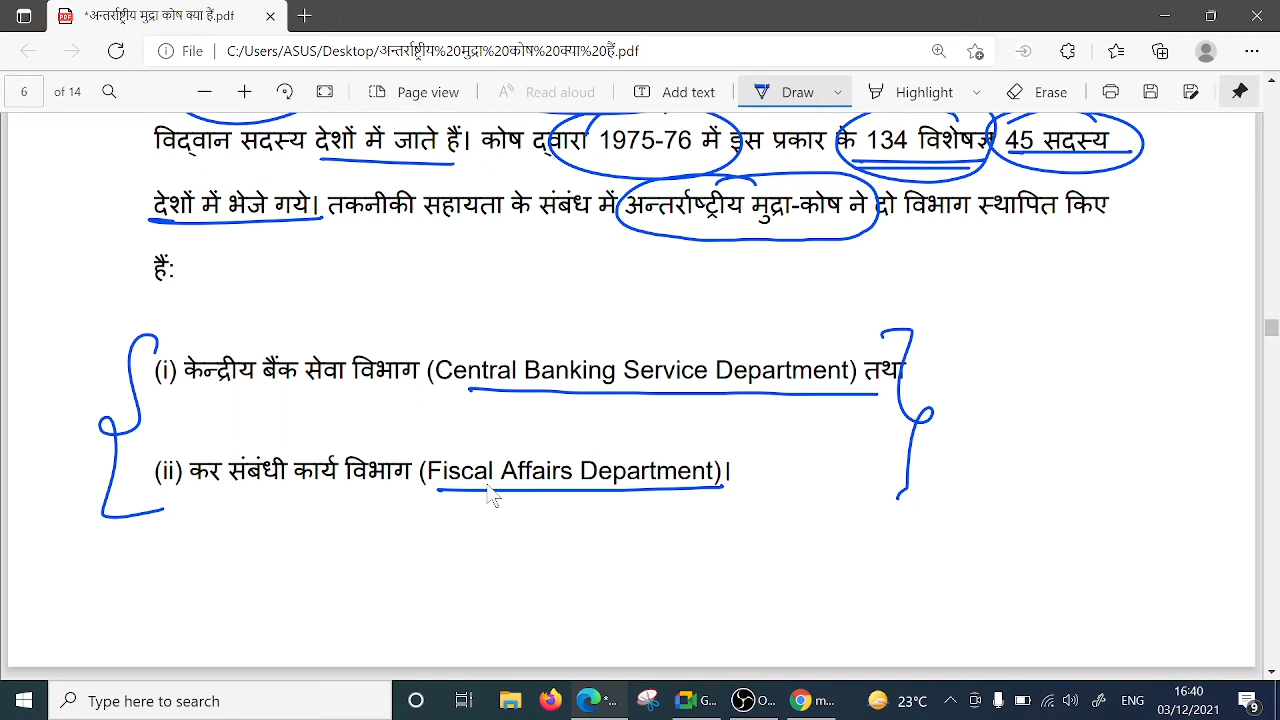 *अन्तर्राष्ट्रीय मुद्रा कोष क्या हैं.pdf
File C:/Users/ASUS/Desktop/अन्तर्राष्ट्रीय%20मुद्रा%20कोष%20क्या%20हैं.pdf
6 of 14 Page view Read aloud Add text Draw Highlight Erase
विद्वान सदस्य देशों में जाते हैं। कोष द्वारा 1975-76 में इस प्रकार के 134 विशेषज्ञ 45 सदस्य
देशों में भेजे गये। तकनीकी सहायता के संबंध में अन्तर्राष्ट्रीय मुद्रा-कोष ने दो विभाग स्थापित किए
हैं:
(i) केन्द्रीय बैंक सेवा विभाग (Central Banking Service Department) तथा
(ii) कर संबंधी कार्य विभाग (Fiscal Affairs Department)।
Type here to search *... G... O... m... 23°C ENG 16:40
03/12/2021 9